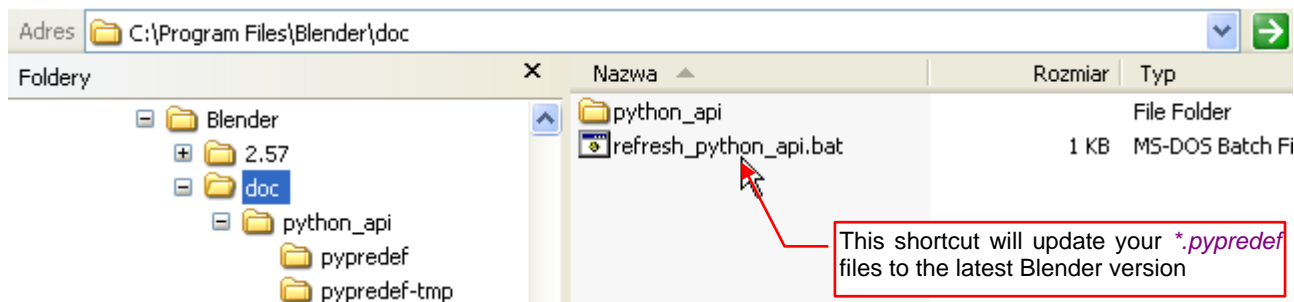 Adres C:\Program Files\Blender\doc
Foldery
Nazwa Rozmiar Typ
Blender
2.57
doc
python_api
pypredef
pypredef-tmp
python_api File Folder
refresh_python_api.bat 1 KB MS-DOS Batch Fi
This shortcut will update your *.pypredef
files to the latest Blender version